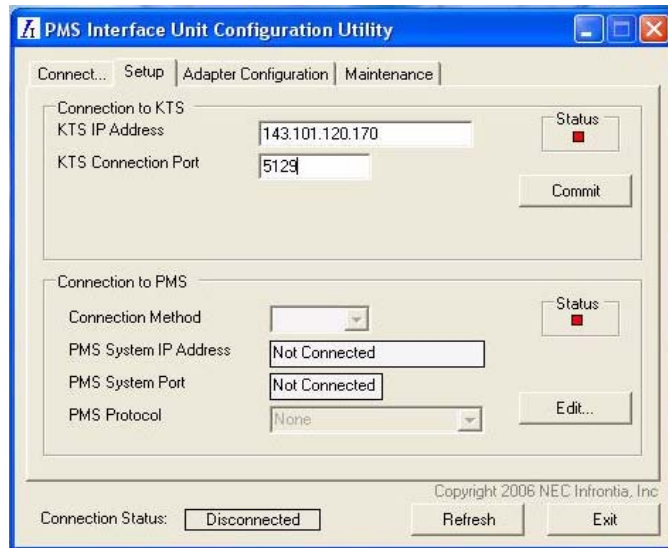 PMS Interface Unit Configuration Utility
Connect... Setup Adapter Configuration Maintenance
Connection to KTS
KTS IP Address 143.101.120.170
Status
KTS Connection Port 5129
Commit
Connection to PMS
Connection Method
Status
PMS System IP Address Not Connected
PMS System Port Not Connected
PMS Protocol None
Edit...
Copyright 2006 NEC Infrontia, Inc
Connection Status: Disconnected Refresh Exit